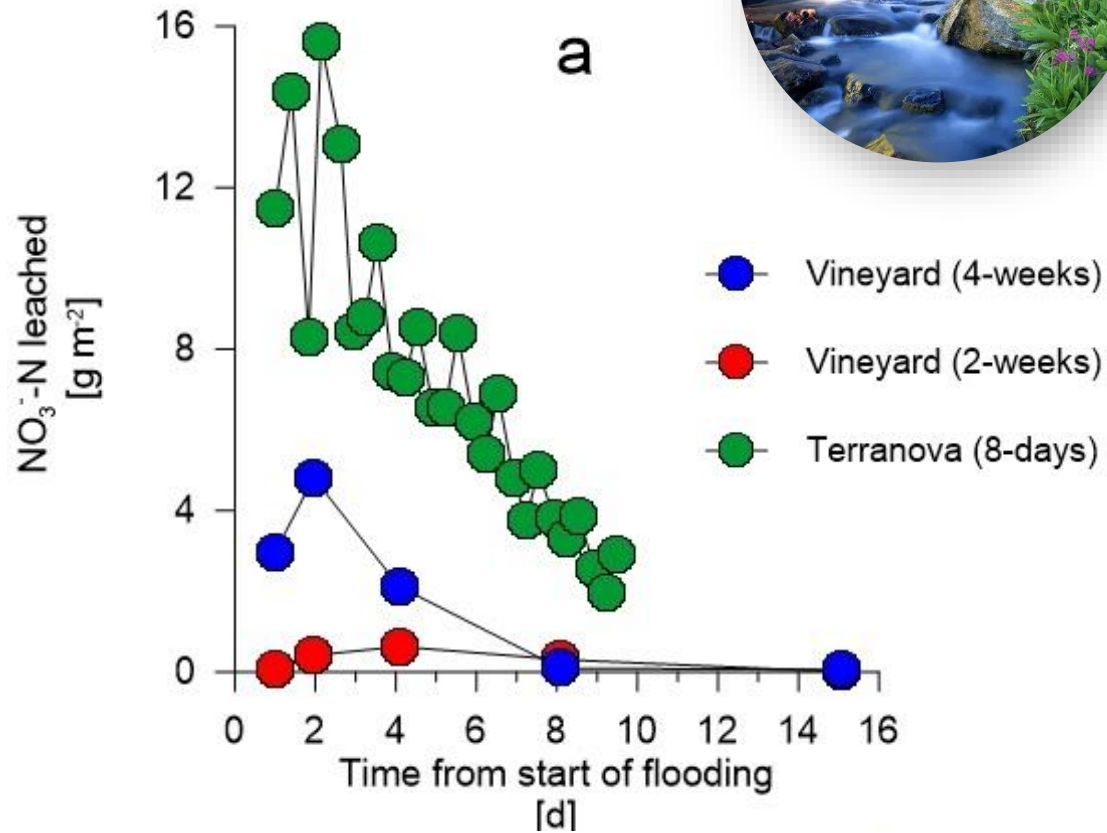 a
16
12
8
4
0
NO₃⁻-N leached
[g m⁻²]
Vineyard (4-weeks)
Vineyard (2-weeks)
Terranova (8-days)
0 2 4 6 8 10 12 14 16
Time from start of flooding
[d]